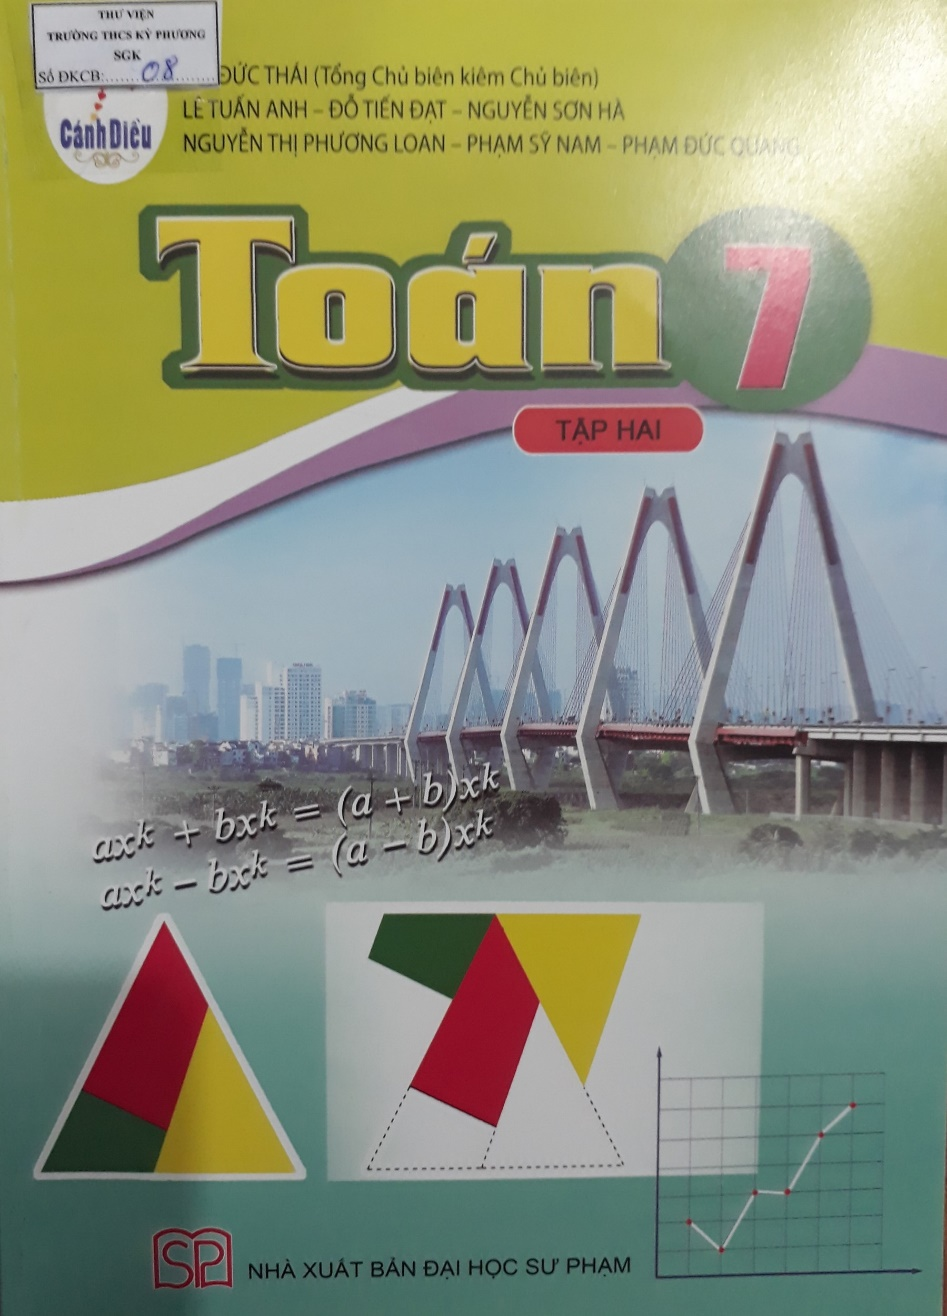 THƯ VIỆN
TRƯỜNG THCS KỲ PHƯƠNG
SGK
Số ĐKCB:......08..........
ĐỨC THÁI (Tổng Chủ biên kiêm Chủ biên)
LÊ TUẤN ANH – ĐỖ TIẾN ĐẠT – NGUYỄN SƠN HÀ
NGUYỄN THỊ PHƯƠNG LOAN – PHẠM SỸ NAM – PHẠM ĐỨC QUANG
Cánh Diều
Toán 7
TẬP HAI
axᵏ + bxᵏ = (a + b)xᵏ
axᵏ – bxᵏ = (a – b)xᵏ
SP
NHÀ XUẤT BẢN ĐẠI HỌC SƯ PHẠM